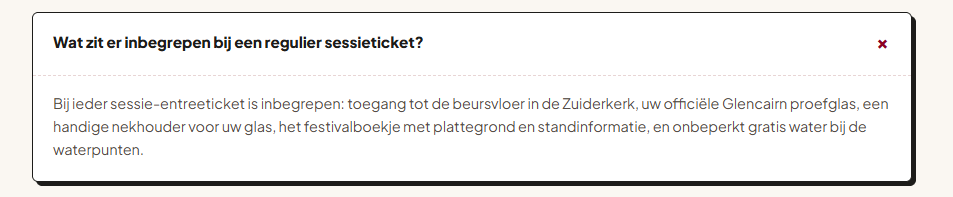 Wat zit er inbegrepen bij een regulier sessieticket?
Bij ieder sessie-entreeticket is inbegrepen: toegang tot de beursvloer in de Zuiderkerk, uw officiële Glencairn proefglas, een
handige nekhouder voor uw glas, het festivalboekje met plattegrond en standinformatie, en onbeperkt gratis water bij de
waterpunten.